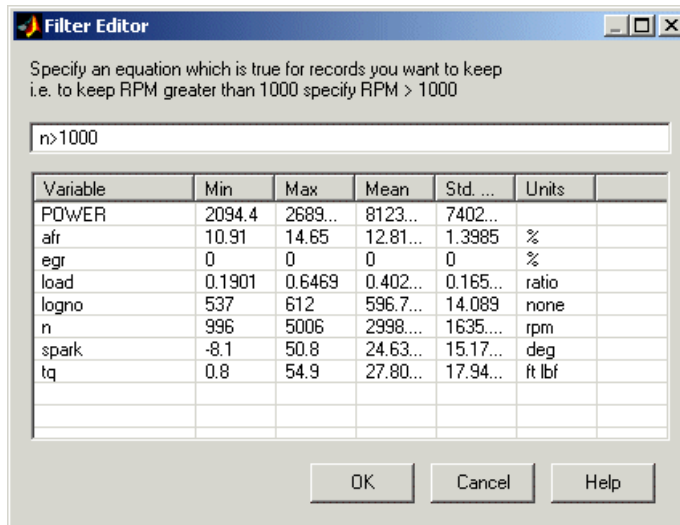 Filter Editor
Specify an equation which is true for records you want to keep
i.e. to keep RPM greater than 1000 specify RPM > 1000
n>1000
Variable Min Max Mean Std. ... Units
POWER 2094.4 2689... 8123... 7402...
afr 10.91 14.65 12.81... 1.3985 %
egr 0 0 0 0 %
load 0.1901 0.6469 0.402... 0.165... ratio
logno 537 612 596.7... 14.089 none
n 996 5006 2998.... 1635.... rpm
spark -8.1 50.8 24.63... 15.17... deg
tq 0.8 54.9 27.80... 17.94... ft lbf
OK Cancel Help